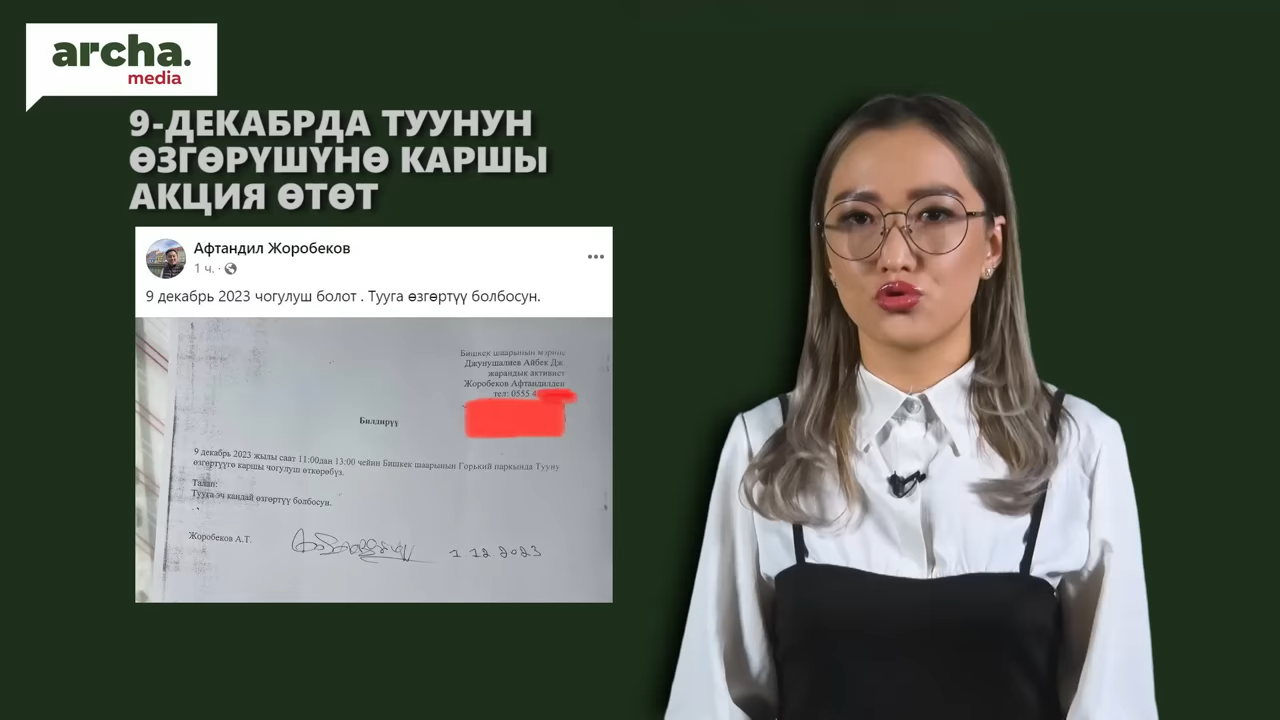 archa.
media
9-ДЕКАБРДА ТУУНУН
ӨЗГӨРҮШҮНӨ КАРШЫ
АКЦИЯ ӨТӨТ
Афтандил Жоробеков
1 ч.
9 декабрь 2023 чогулуш болот . Тууга өзгөртүү болбосун.
Бишкек шаарынын мэрине
Джунушалиев Айбек Дж.
жарандык активист
Жоробеков Афтандилден
тел: 0555 4
Билдирүү
9 декабрь 2023 жылы саат 11:00дан 13:00 чейин Бишкек шаарынын Горький паркында Тууну
өзгөртүүгө каршы чогулуш өткөрөбүз.
Талап:
Тууга эч кандай өзгөртүү болбосун.
Жоробеков А.Т.
1 12 2023